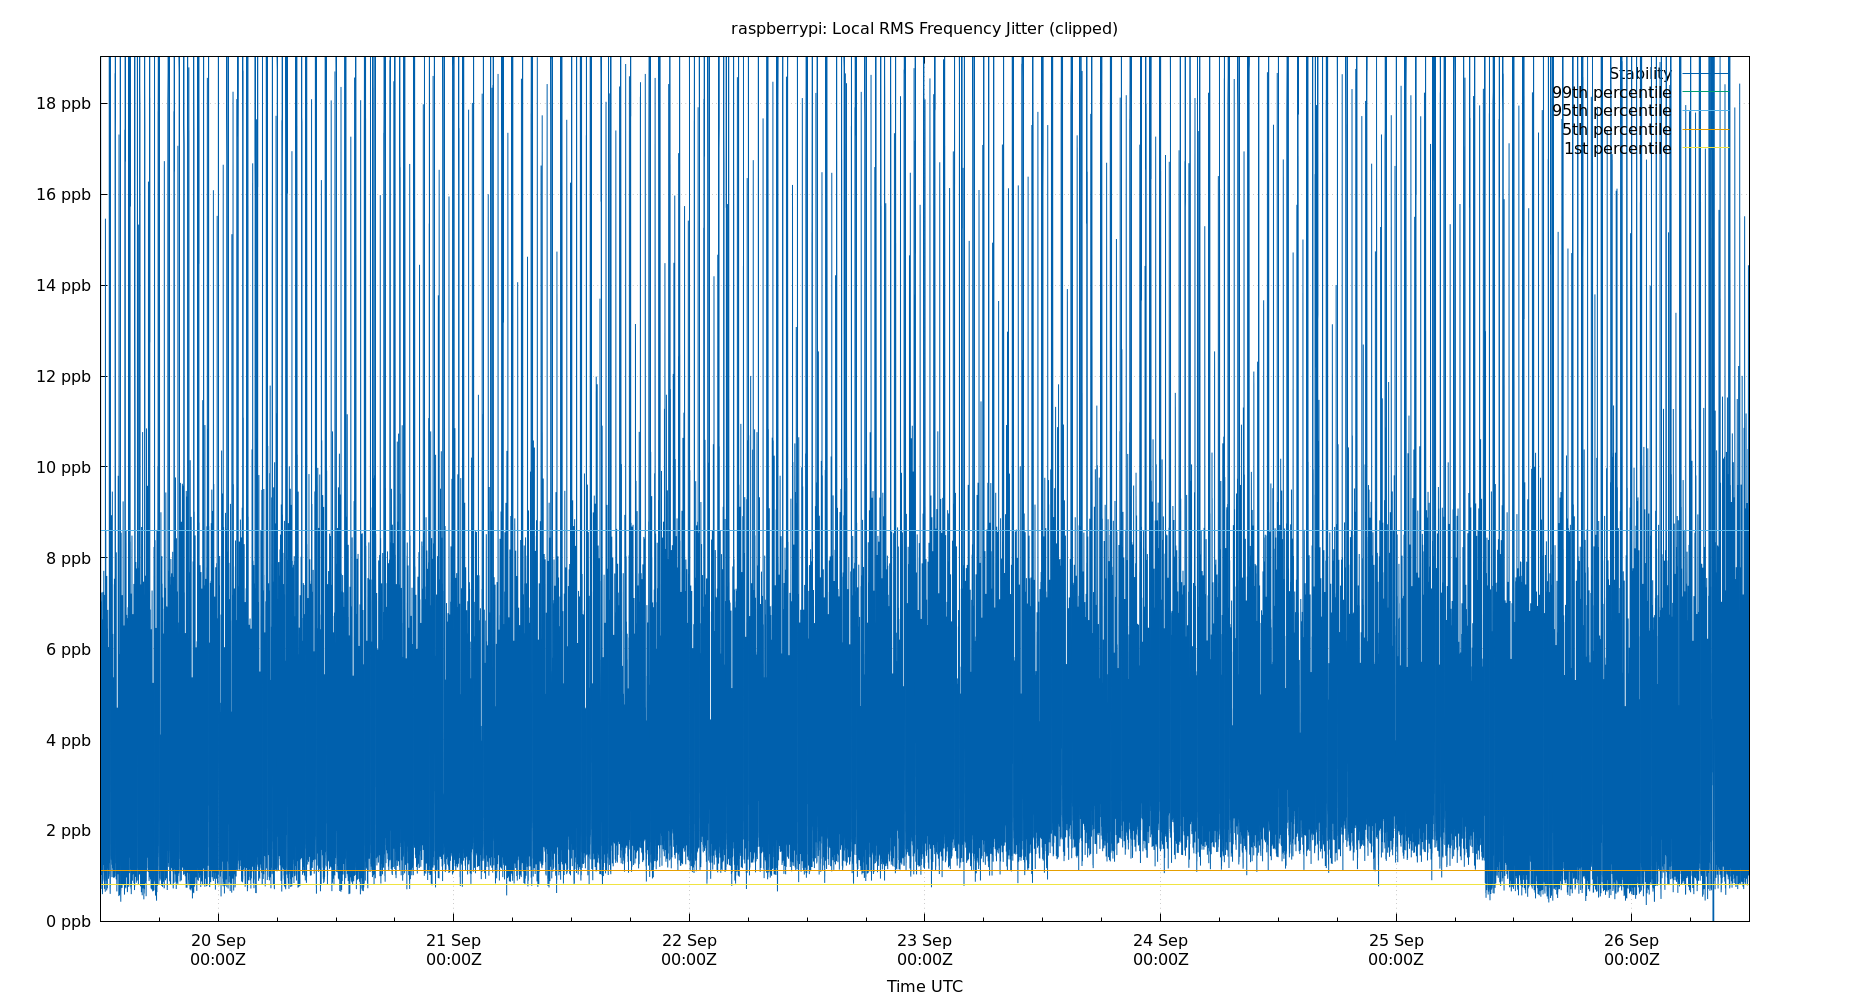 raspberrypi: Local RMS Frequency Jitter (clipped)
Stability
99th percentile
95th percentile
5th percentile
1st percentile
18 ppb
16 ppb
14 ppb
12 ppb
10 ppb
8 ppb
6 ppb
4 ppb
2 ppb
0 ppb
20 Sep 21 Sep 22 Sep 23 Sep 24 Sep 25 Sep 26 Sep
00:00Z 00:00Z 00:00Z 00:00Z 00:00Z 00:00Z 00:00Z
Time UTC